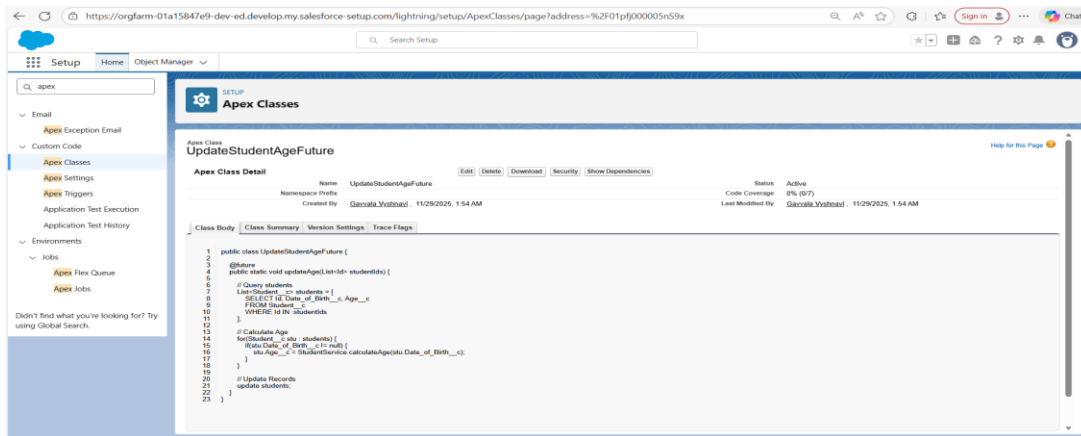 https://orgfarm-01a15847e9-dev-ed.develop.my.salesforce-setup.com/lightning/setup/ApexClasses/page?address=%2F01pfj000005nS9x
Sign in
Chat
Search Setup
Setup Home Object Manager
apex
Email
Apex Exception Email
Custom Code
Apex Classes
Apex Settings
Apex Triggers
Application Test Execution
Application Test History
Environments
Jobs
Apex Flex Queue
Apex Jobs
Didn't find what you're looking for? Try
using Global Search.
SETUP
Apex Classes
Apex Class
UpdateStudentAgeFuture
Help for this Page
Apex Class Detail Edit Delete Download Security Show Dependencies
Name UpdateStudentAgeFuture Status Active
Namespace Prefix Code Coverage 0% (0/7)
Created By Gavvala Vyshnavi , 11/29/2025, 1:54 AM Last Modified By Gavvala Vyshnavi , 11/29/2025, 1:54 AM
Class Body Class Summary Version Settings Trace Flags
1 public class UpdateStudentAgeFuture {
2
3 @future
4 public static void updateAge(List<Id> studentIds) {
5
6 // Query students
7 List<Student__c> students = [
8 SELECT Id, Date_of_Birth__c, Age__c
9 FROM Student__c
10 WHERE Id IN :studentIds
11 ];
12
13 // Calculate Age
14 for(Student__c stu : students) {
15 if(stu.Date_of_Birth__c != null) {
16 stu.Age__c = StudentService.calculateAge(stu.Date_of_Birth__c);
17 }
18 }
19
20 // Update Records
21 update students;
22 }
23 }